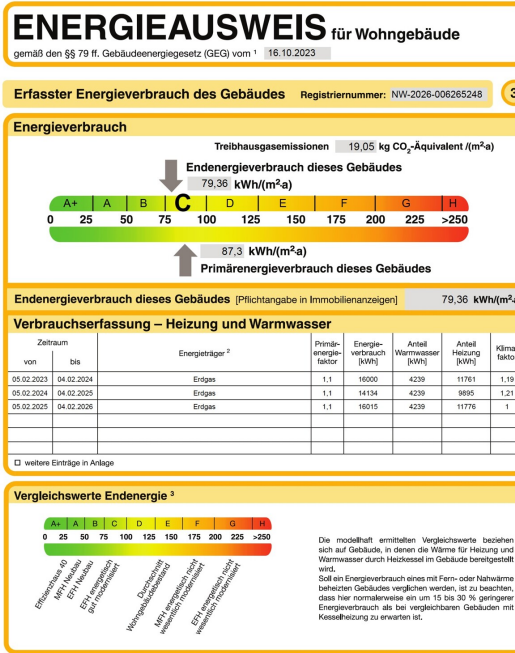 ENERGIEAUSWEIS für Wohngebäude
gemäß den §§ 79 ff. Gebäudeenergiegesetz (GEG) vom ¹ 16.10.2023
Erfasster Energieverbrauch des Gebäudes Registriernummer: NW-2026-006265248 3
Energieverbrauch
Treibhausgasemissionen 19,05 kg CO₂-Äquivalent /(m²·a)
Endenergieverbrauch dieses Gebäudes
79,36 kWh/(m²·a)
A+ A B C D E F G H
0 25 50 75 100 125 150 175 200 225 >250
87,3 kWh/(m²·a)
Primärenergieverbrauch dieses Gebäudes
Endenergieverbrauch dieses Gebäudes [Pflichtangabe in Immobilienanzeigen] 79,36 kWh/(m²·a
Verbrauchserfassung – Heizung und Warmwasser
Zeitraum
von bis
Energieträger ²
Primär-
energie-
faktor
Energie-
verbrauch
[kWh]
Anteil
Warmwasser
[kWh]
Anteil
Heizung
[kWh]
Klima
fakto
05.02.2023 04.02.2024 Erdgas 1,1 16000 4239 11761 1,19
05.02.2024 04.02.2025 Erdgas 1,1 14134 4239 9895 1,21
05.02.2025 04.02.2026 Erdgas 1,1 16015 4239 11776 1
☐ weitere Einträge in Anlage
Vergleichswerte Endenergie ³
A+ A B C D E F G H
0 25 50 75 100 125 150 175 200 225 >250
Effizienzhaus 40
MFH Neubau
EFH Neubau
EFH energetisch
gut modernisiert
Durchschnitt
Wohngebäudebestand
MFH energetisch nicht
wesentlich modernisiert
EFH energetisch nicht
wesentlich modernisiert
Die modellhaft ermittelten Vergleichswerte beziehen
sich auf Gebäude, in denen die Wärme für Heizung und
Warmwasser durch Heizkessel im Gebäude bereitgestellt
wird.
Soll ein Energieverbrauch eines mit Fern- oder Nahwärme
beheizten Gebäudes verglichen werden, ist zu beachten,
dass hier normalerweise ein um 15 bis 30 % geringerer
Energieverbrauch als bei vergleichbaren Gebäuden mit
Kesselheizung zu erwarten ist.